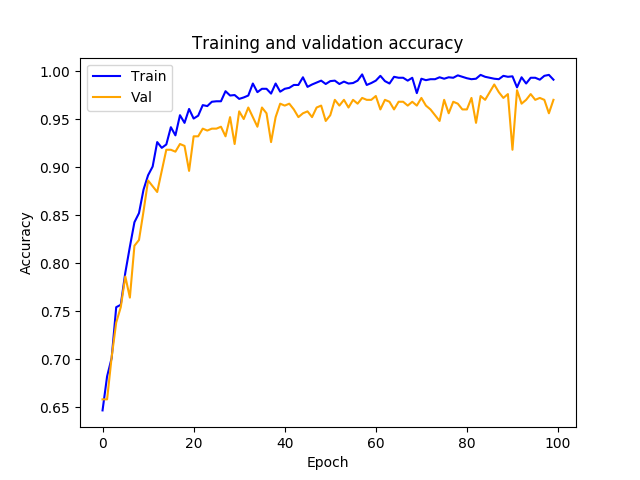 Training and validation accuracy
Train
Val
1.00
0.95
0.90
0.85
0.80
0.75
0.70
0.65
Accuracy
0 20 40 60 80 100
Epoch